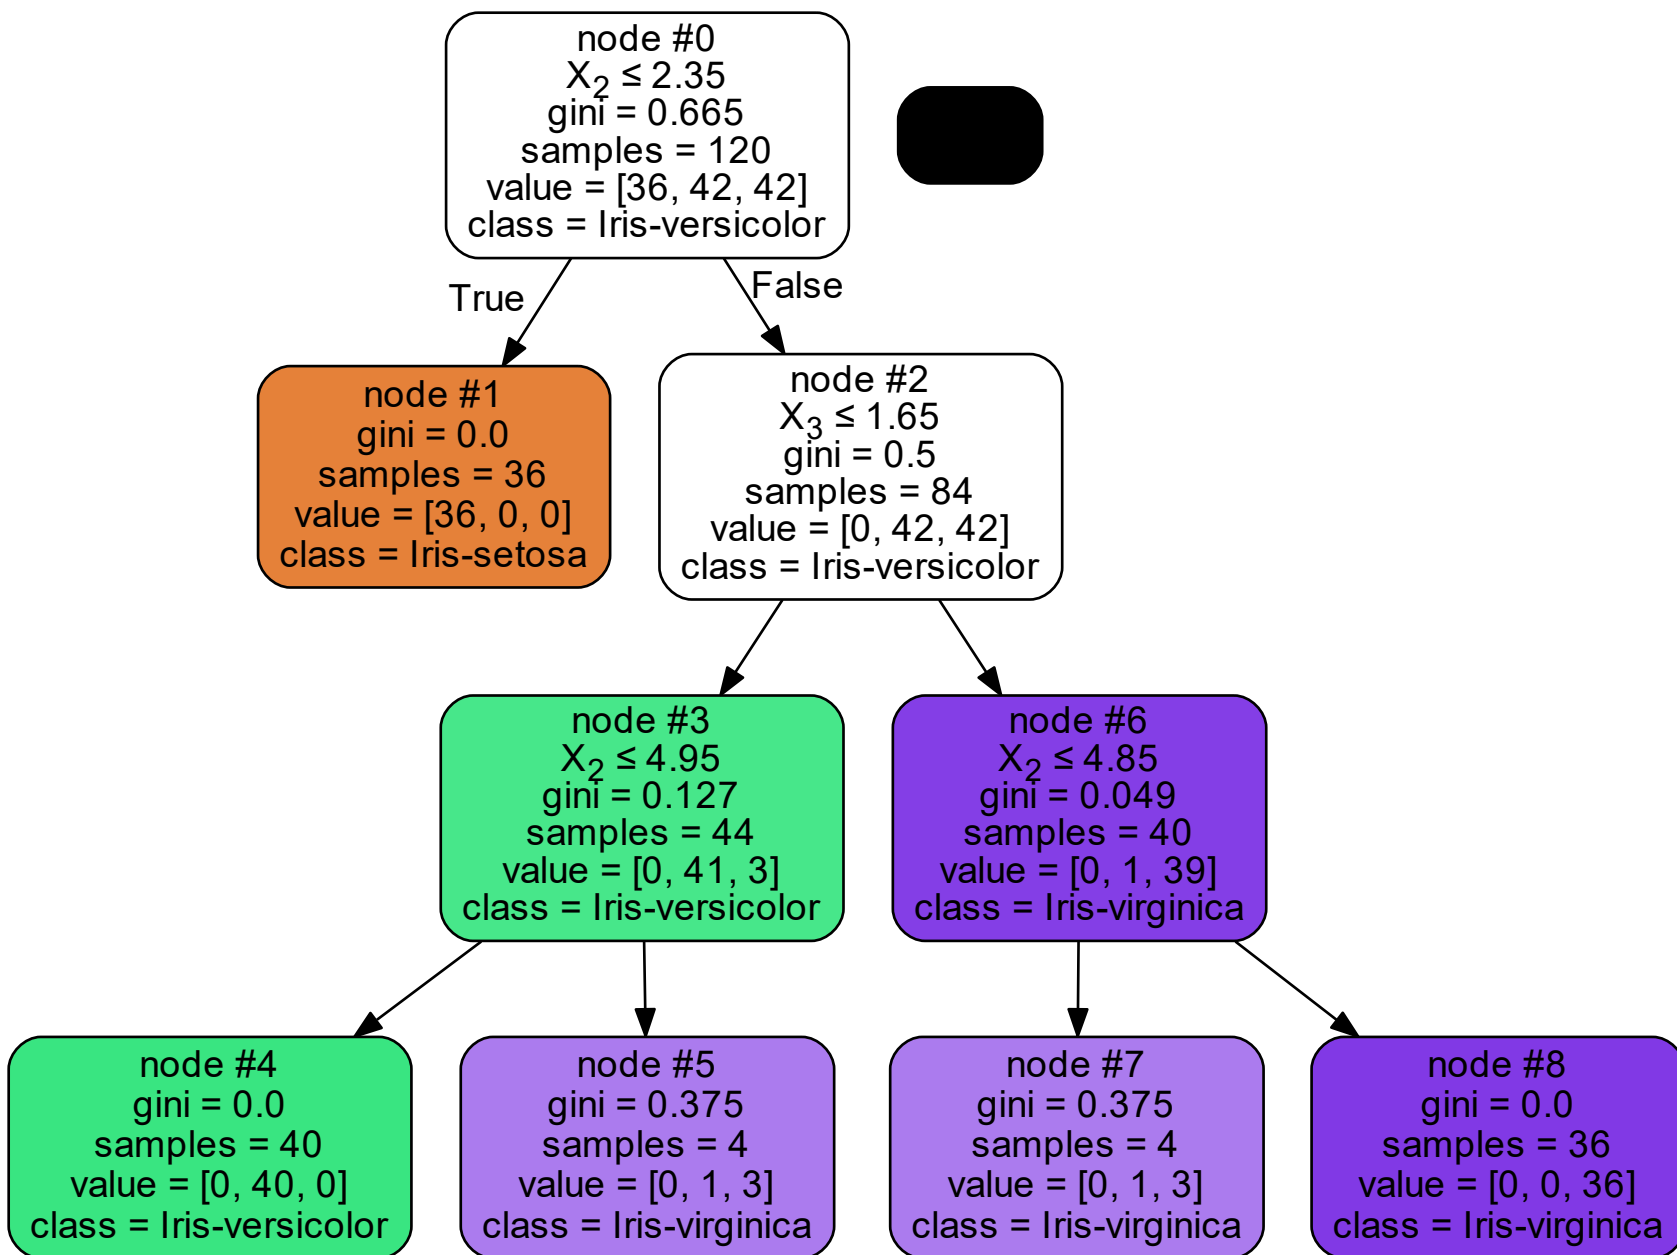 node #0
X₂ ≤ 2.35
gini = 0.665
samples = 120
value = [36, 42, 42]
class = Iris-versicolor
True
False
node #1
gini = 0.0
samples = 36
value = [36, 0, 0]
class = Iris-setosa
node #2
X₃ ≤ 1.65
gini = 0.5
samples = 84
value = [0, 42, 42]
class = Iris-versicolor
node #3
X₂ ≤ 4.95
gini = 0.127
samples = 44
value = [0, 41, 3]
class = Iris-versicolor
node #6
X₂ ≤ 4.85
gini = 0.049
samples = 40
value = [0, 1, 39]
class = Iris-virginica
node #4
gini = 0.0
samples = 40
value = [0, 40, 0]
class = Iris-versicolor
node #5
gini = 0.375
samples = 4
value = [0, 1, 3]
class = Iris-virginica
node #7
gini = 0.375
samples = 4
value = [0, 1, 3]
class = Iris-virginica
node #8
gini = 0.0
samples = 36
value = [0, 0, 36]
class = Iris-virginica